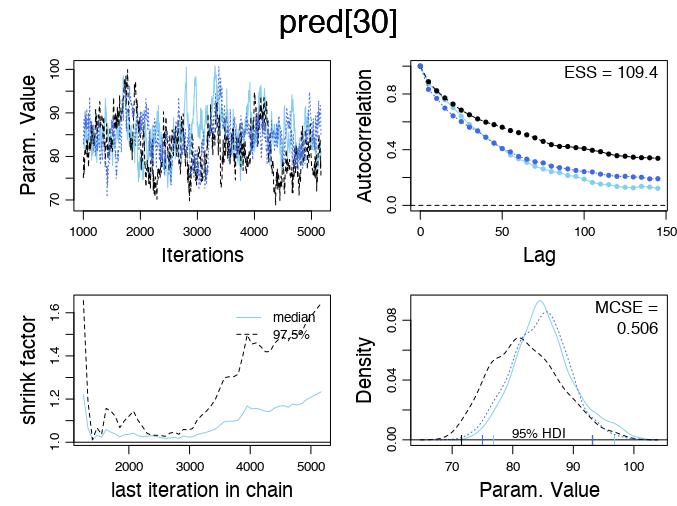 pred[30]
Param. Value
70 80 90 100
1000 2000 3000 4000 5000
Iterations
Autocorrelation
0.0 0.4 0.8
ESS = 109.4
0 50 100 150
Lag
shrink factor
1.0 1.2 1.4 1.6
median
97.5%
2000 3000 4000 5000
last iteration in chain
Density
0.00 0.04 0.08
MCSE =
0.506
95% HDI
70 80 90 100
Param. Value